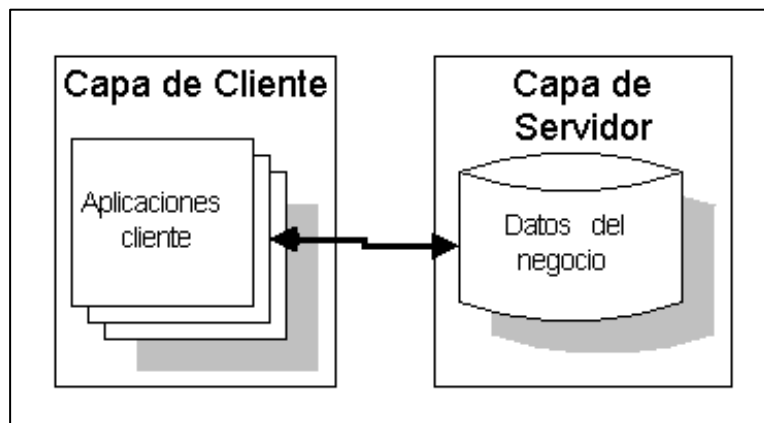 Capa de Cliente
Aplicaciones
cliente
Capa de
Servidor
Datos del
negocio